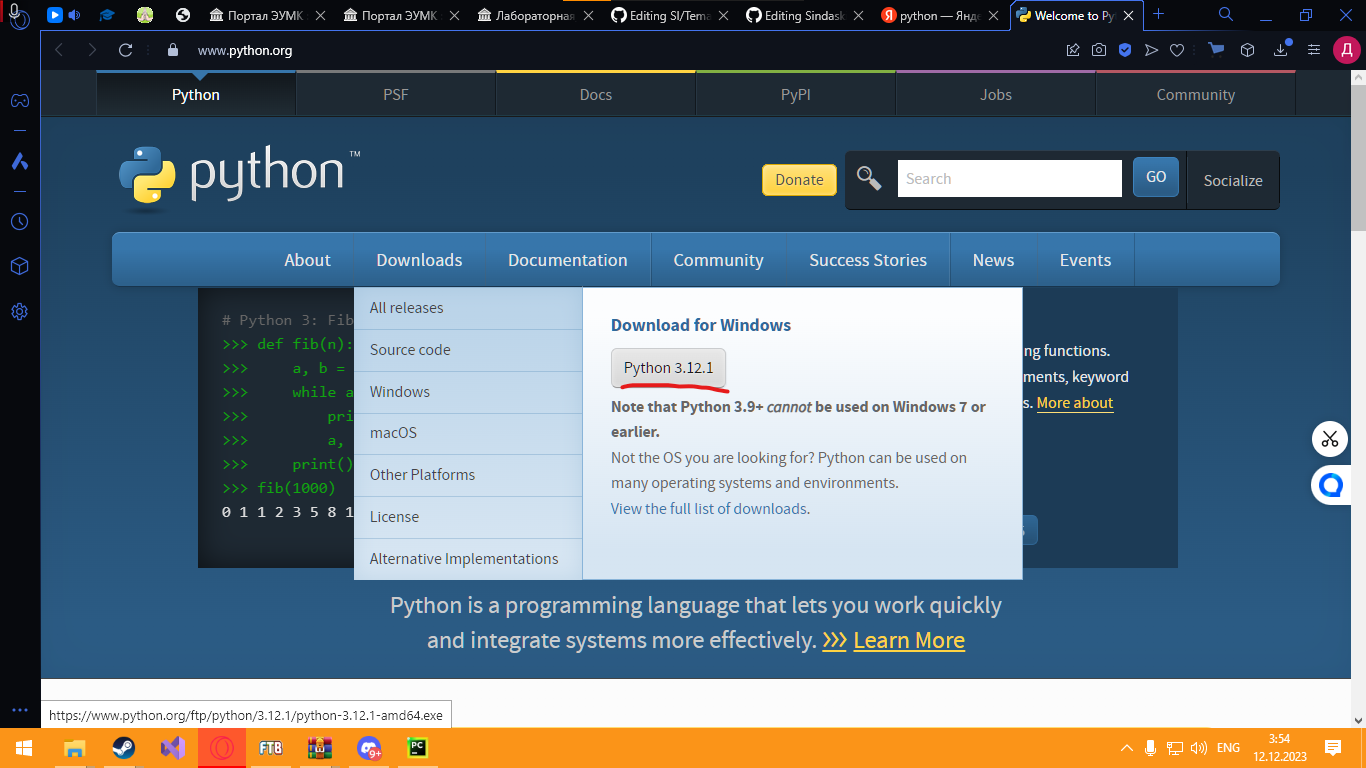 Портал ЭУМК
Портал ЭУМК
Лабораторная
Editing SI/Tema
Editing Sindask
python — Янде
Welcome to Py
www.python.org
Д
Python
PSF
Docs
PyPI
Jobs
Community
python™
Donate
Search
GO
Socialize
About
Downloads
Documentation
Community
Success Stories
News
Events
# Python 3: Fib
>>> def fib(n):
>>> a, b =
>>> while a
>>> pri
>>> a,
>>> print()
>>> fib(1000)
0 1 1 2 3 5 8 1
All releases
Source code
Windows
macOS
Other Platforms
License
Alternative Implementations
Download for Windows
Python 3.12.1
Note that Python 3.9+ cannot be used on Windows 7 or
earlier.
Not the OS you are looking for? Python can be used on
many operating systems and environments.
View the full list of downloads.
ng functions.
ments, keyword
s. More about
Python is a programming language that lets you work quickly
and integrate systems more effectively. >>> Learn More
https://www.python.org/ftp/python/3.12.1/python-3.12.1-amd64.exe
FTB
9+
PC
ENG
3:54
12.12.2023